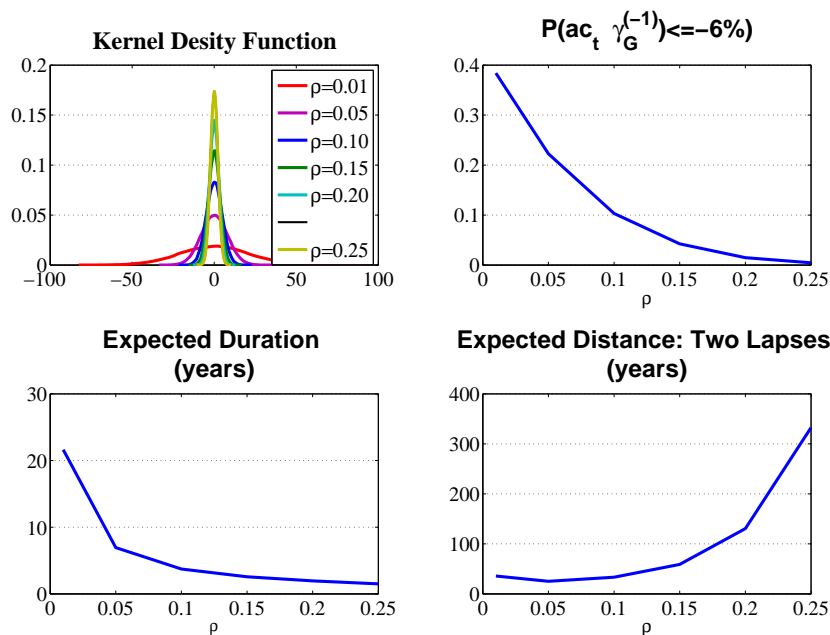 Kernel Desity Function
0.2
0.15
0.1
0.05
0
−100
−50
0
50
100
ρ=0.01
ρ=0.05
ρ=0.10
ρ=0.15
ρ=0.20
ρ=0.25
P(ac_t γ_G^(-1))<=−6%)
0.4
0.3
0.2
0.1
0
0
0.05
0.1
0.15
0.2
0.25
ρ
Expected Duration
(years)
30
20
10
0
0
0.05
0.1
0.15
0.2
0.25
ρ
Expected Distance: Two Lapses
(years)
400
300
200
100
0
0
0.05
0.1
0.15
0.2
0.25
ρ